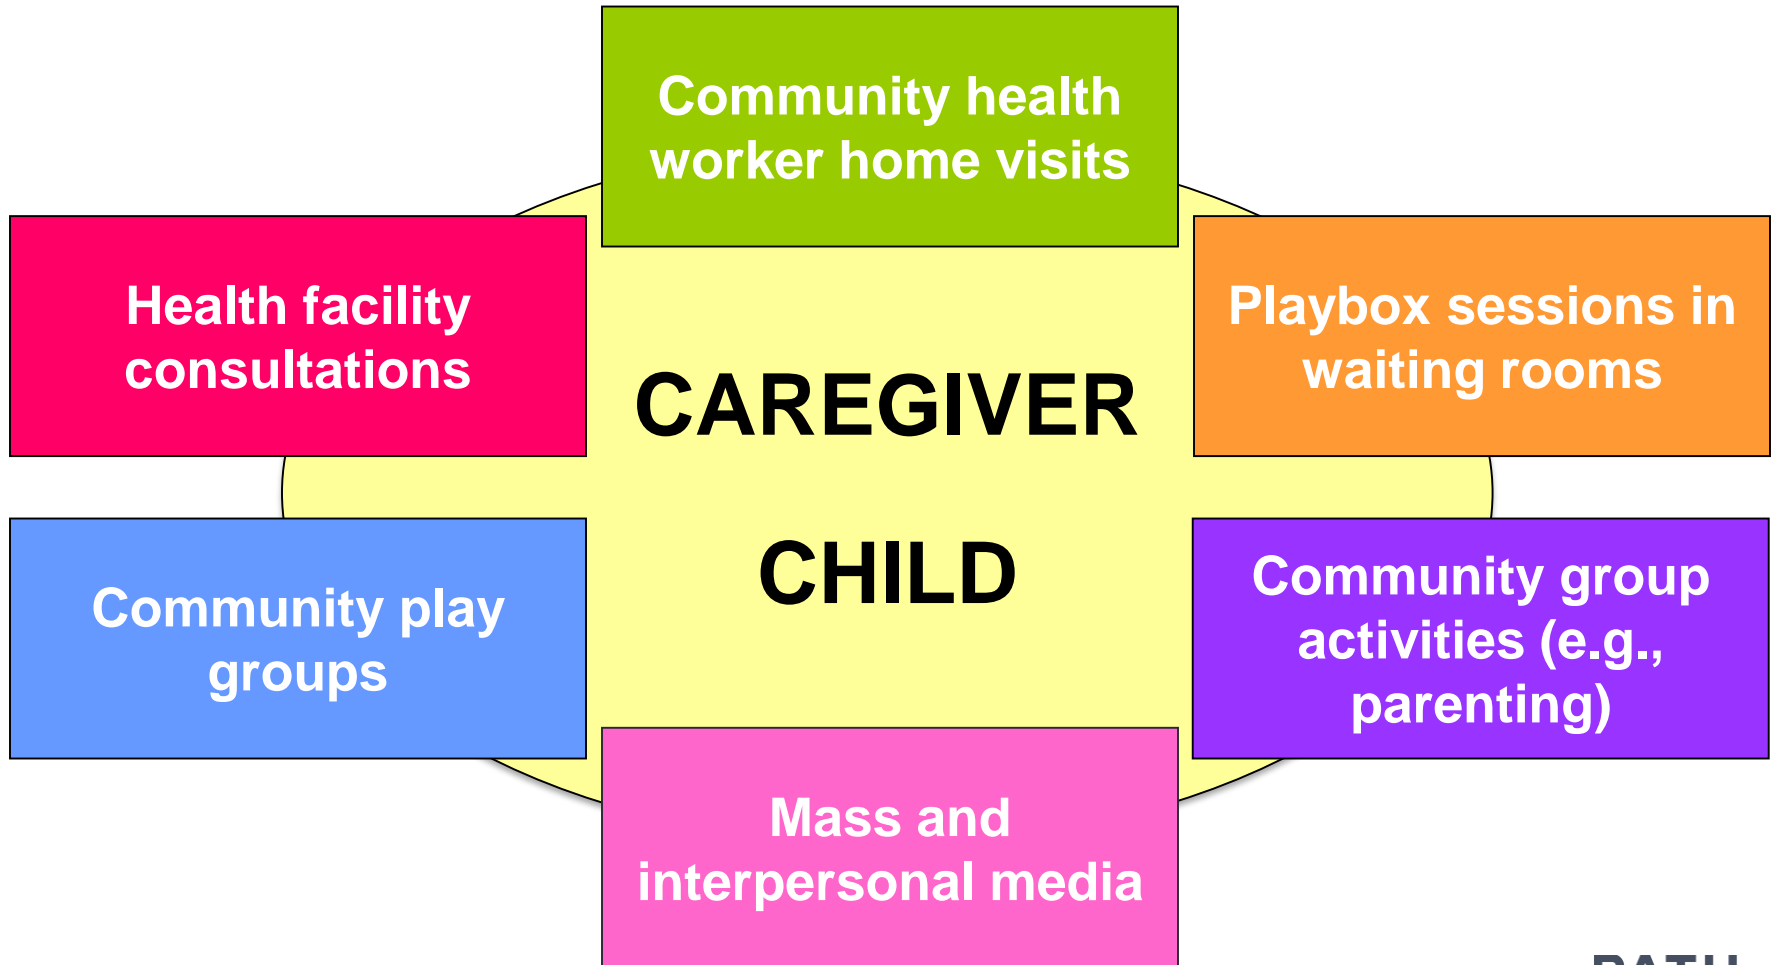 Community health
worker home visits
Health facility
consultations
Playbox sessions in
waiting rooms
CAREGIVER
CHILD
Community play
groups
Community group
activities (e.g.,
parenting)
Mass and
interpersonal media
PATH